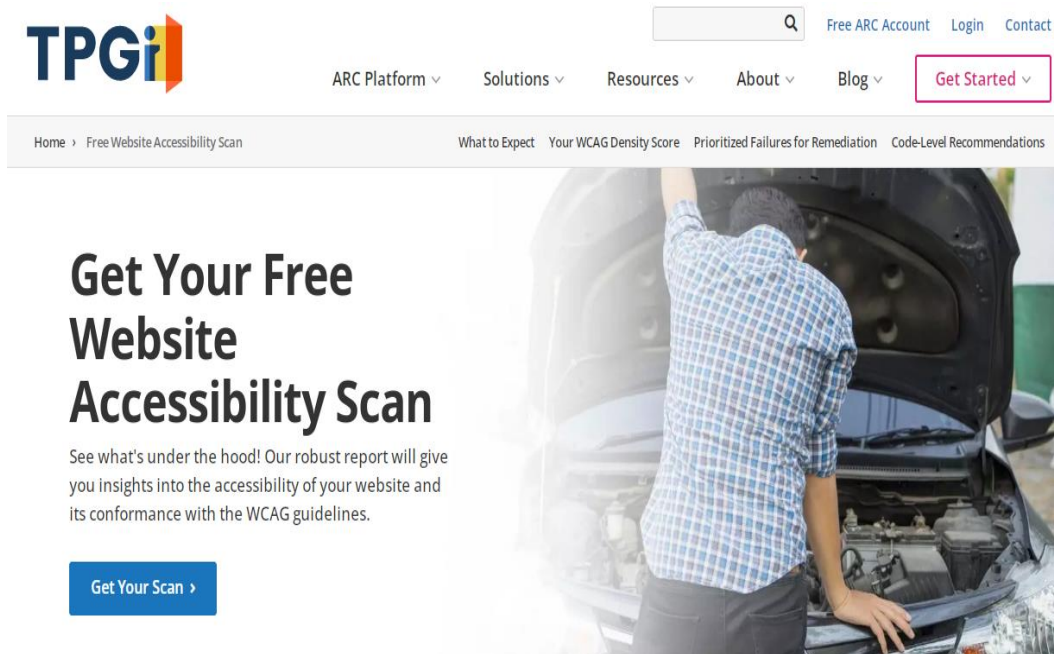 TPGi
Free ARC Account Login Contact
ARC Platform Solutions Resources About Blog Get Started
Home › Free Website Accessibility Scan What to Expect Your WCAG Density Score Prioritized Failures for Remediation Code-Level Recommendations
Get Your Free
Website
Accessibility Scan
See what's under the hood! Our robust report will give
you insights into the accessibility of your website and
its conformance with the WCAG guidelines.
Get Your Scan ›